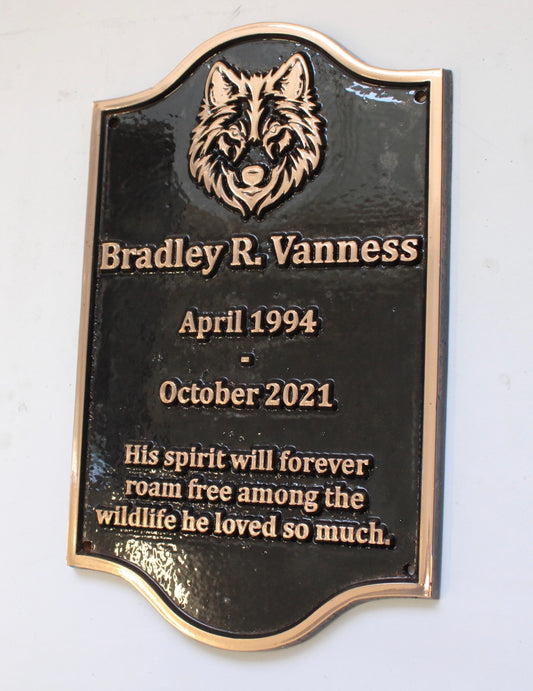 Bradley R. Vanness
April 1994
-
October 2021
His spirit will forever
roam free among the
wildlife he loved so much.